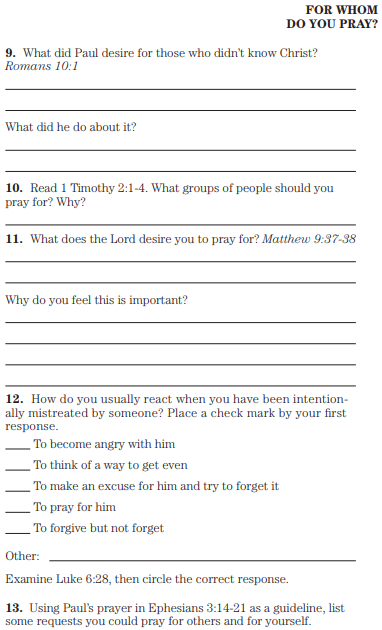 FOR WHOM
DO YOU PRAY?
9. What did Paul desire for those who didn't know Christ?
Romans 10:1
What did he do about it?
10. Read 1 Timothy 2:1-4. What groups of people should you
pray for? Why?
11. What does the Lord desire you to pray for? Matthew 9:37-38
Why do you feel this is important?
12. How do you usually react when you have been intention-
ally mistreated by someone? Place a check mark by your first
response.
To become angry with him
To think of a way to get even
To make an excuse for him and try to forget it
To pray for him
To forgive but not forget
Other:
Examine Luke 6:28, then circle the correct response.
13. Using Paul's prayer in Ephesians 3:14-21 as a guideline, list
some requests you could pray for others and for yourself.